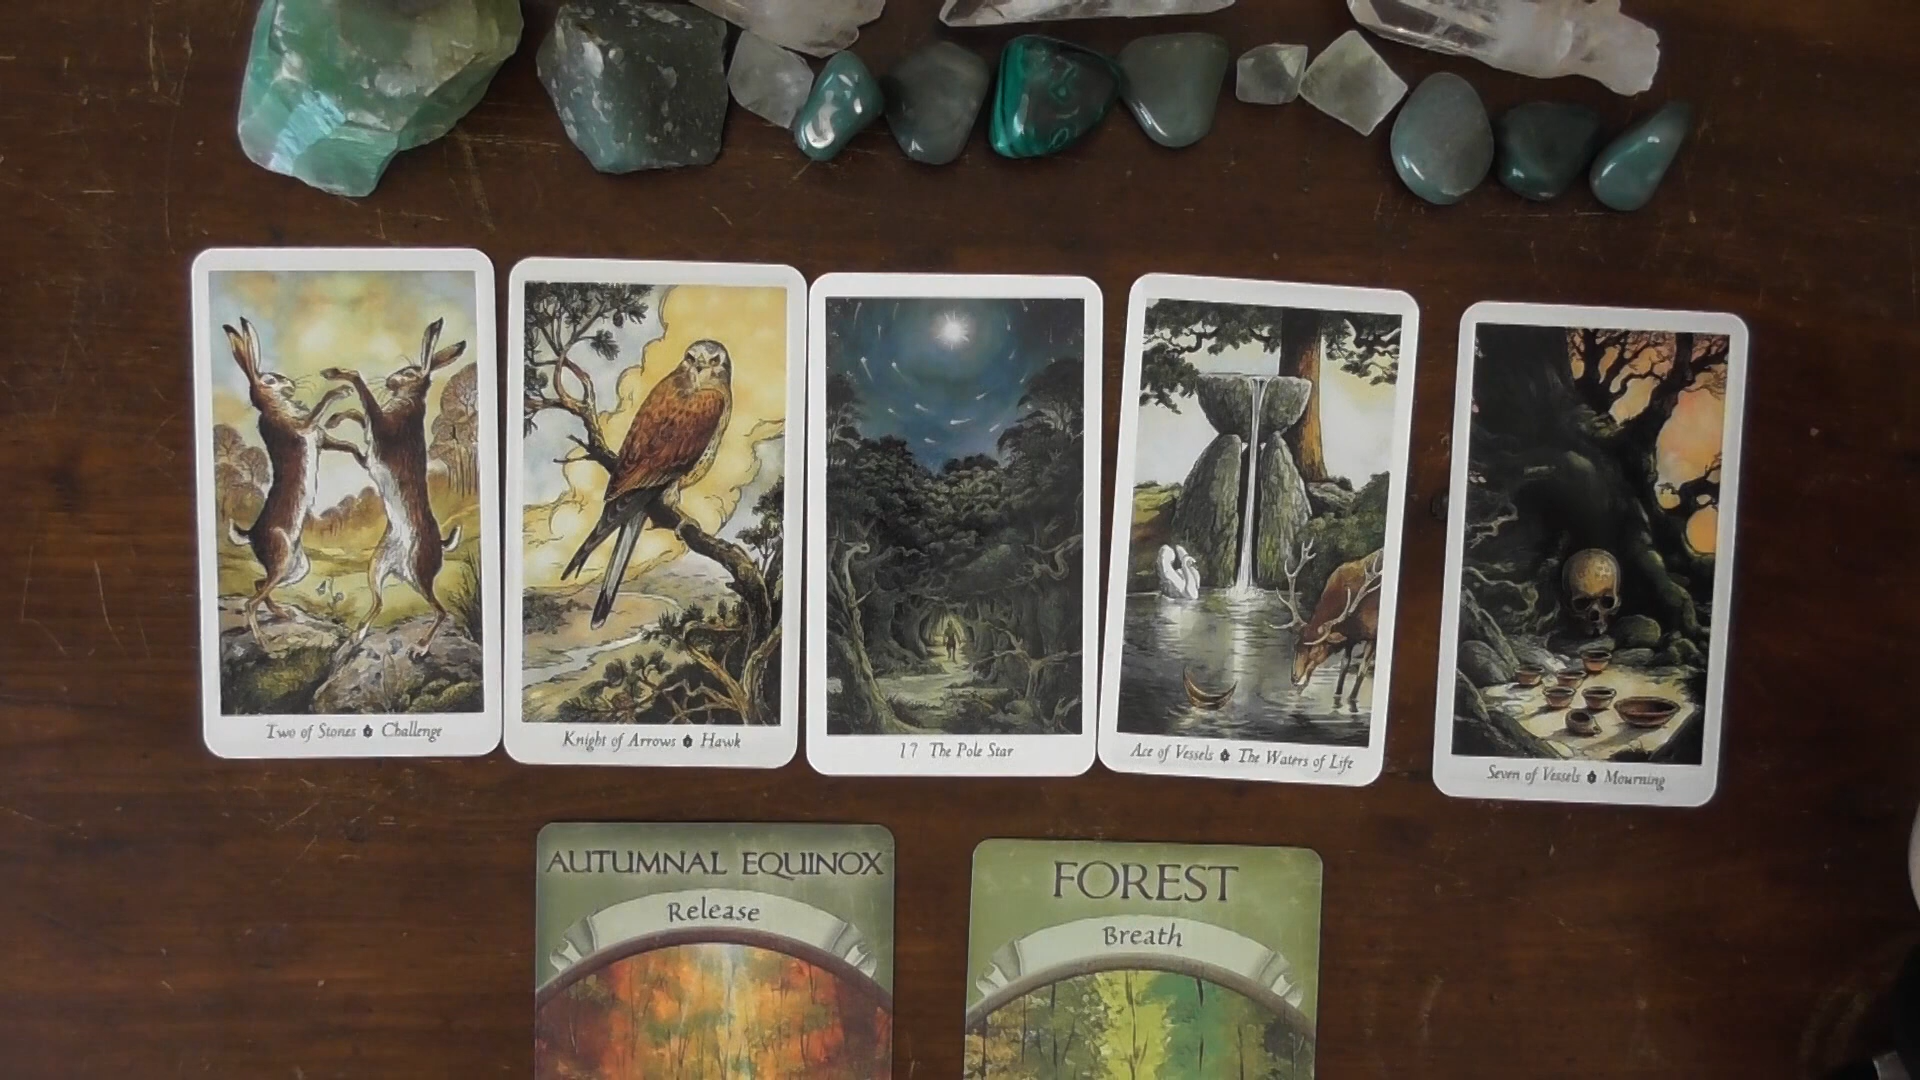 Two of Stones Challenge
Knight of Arrows Hawk
17 The Pole Star
Ace of Vessels The Waters of Life
Seven of Vessels Mourning
AUTUMNAL EQUINOX
Release
FOREST
Breath